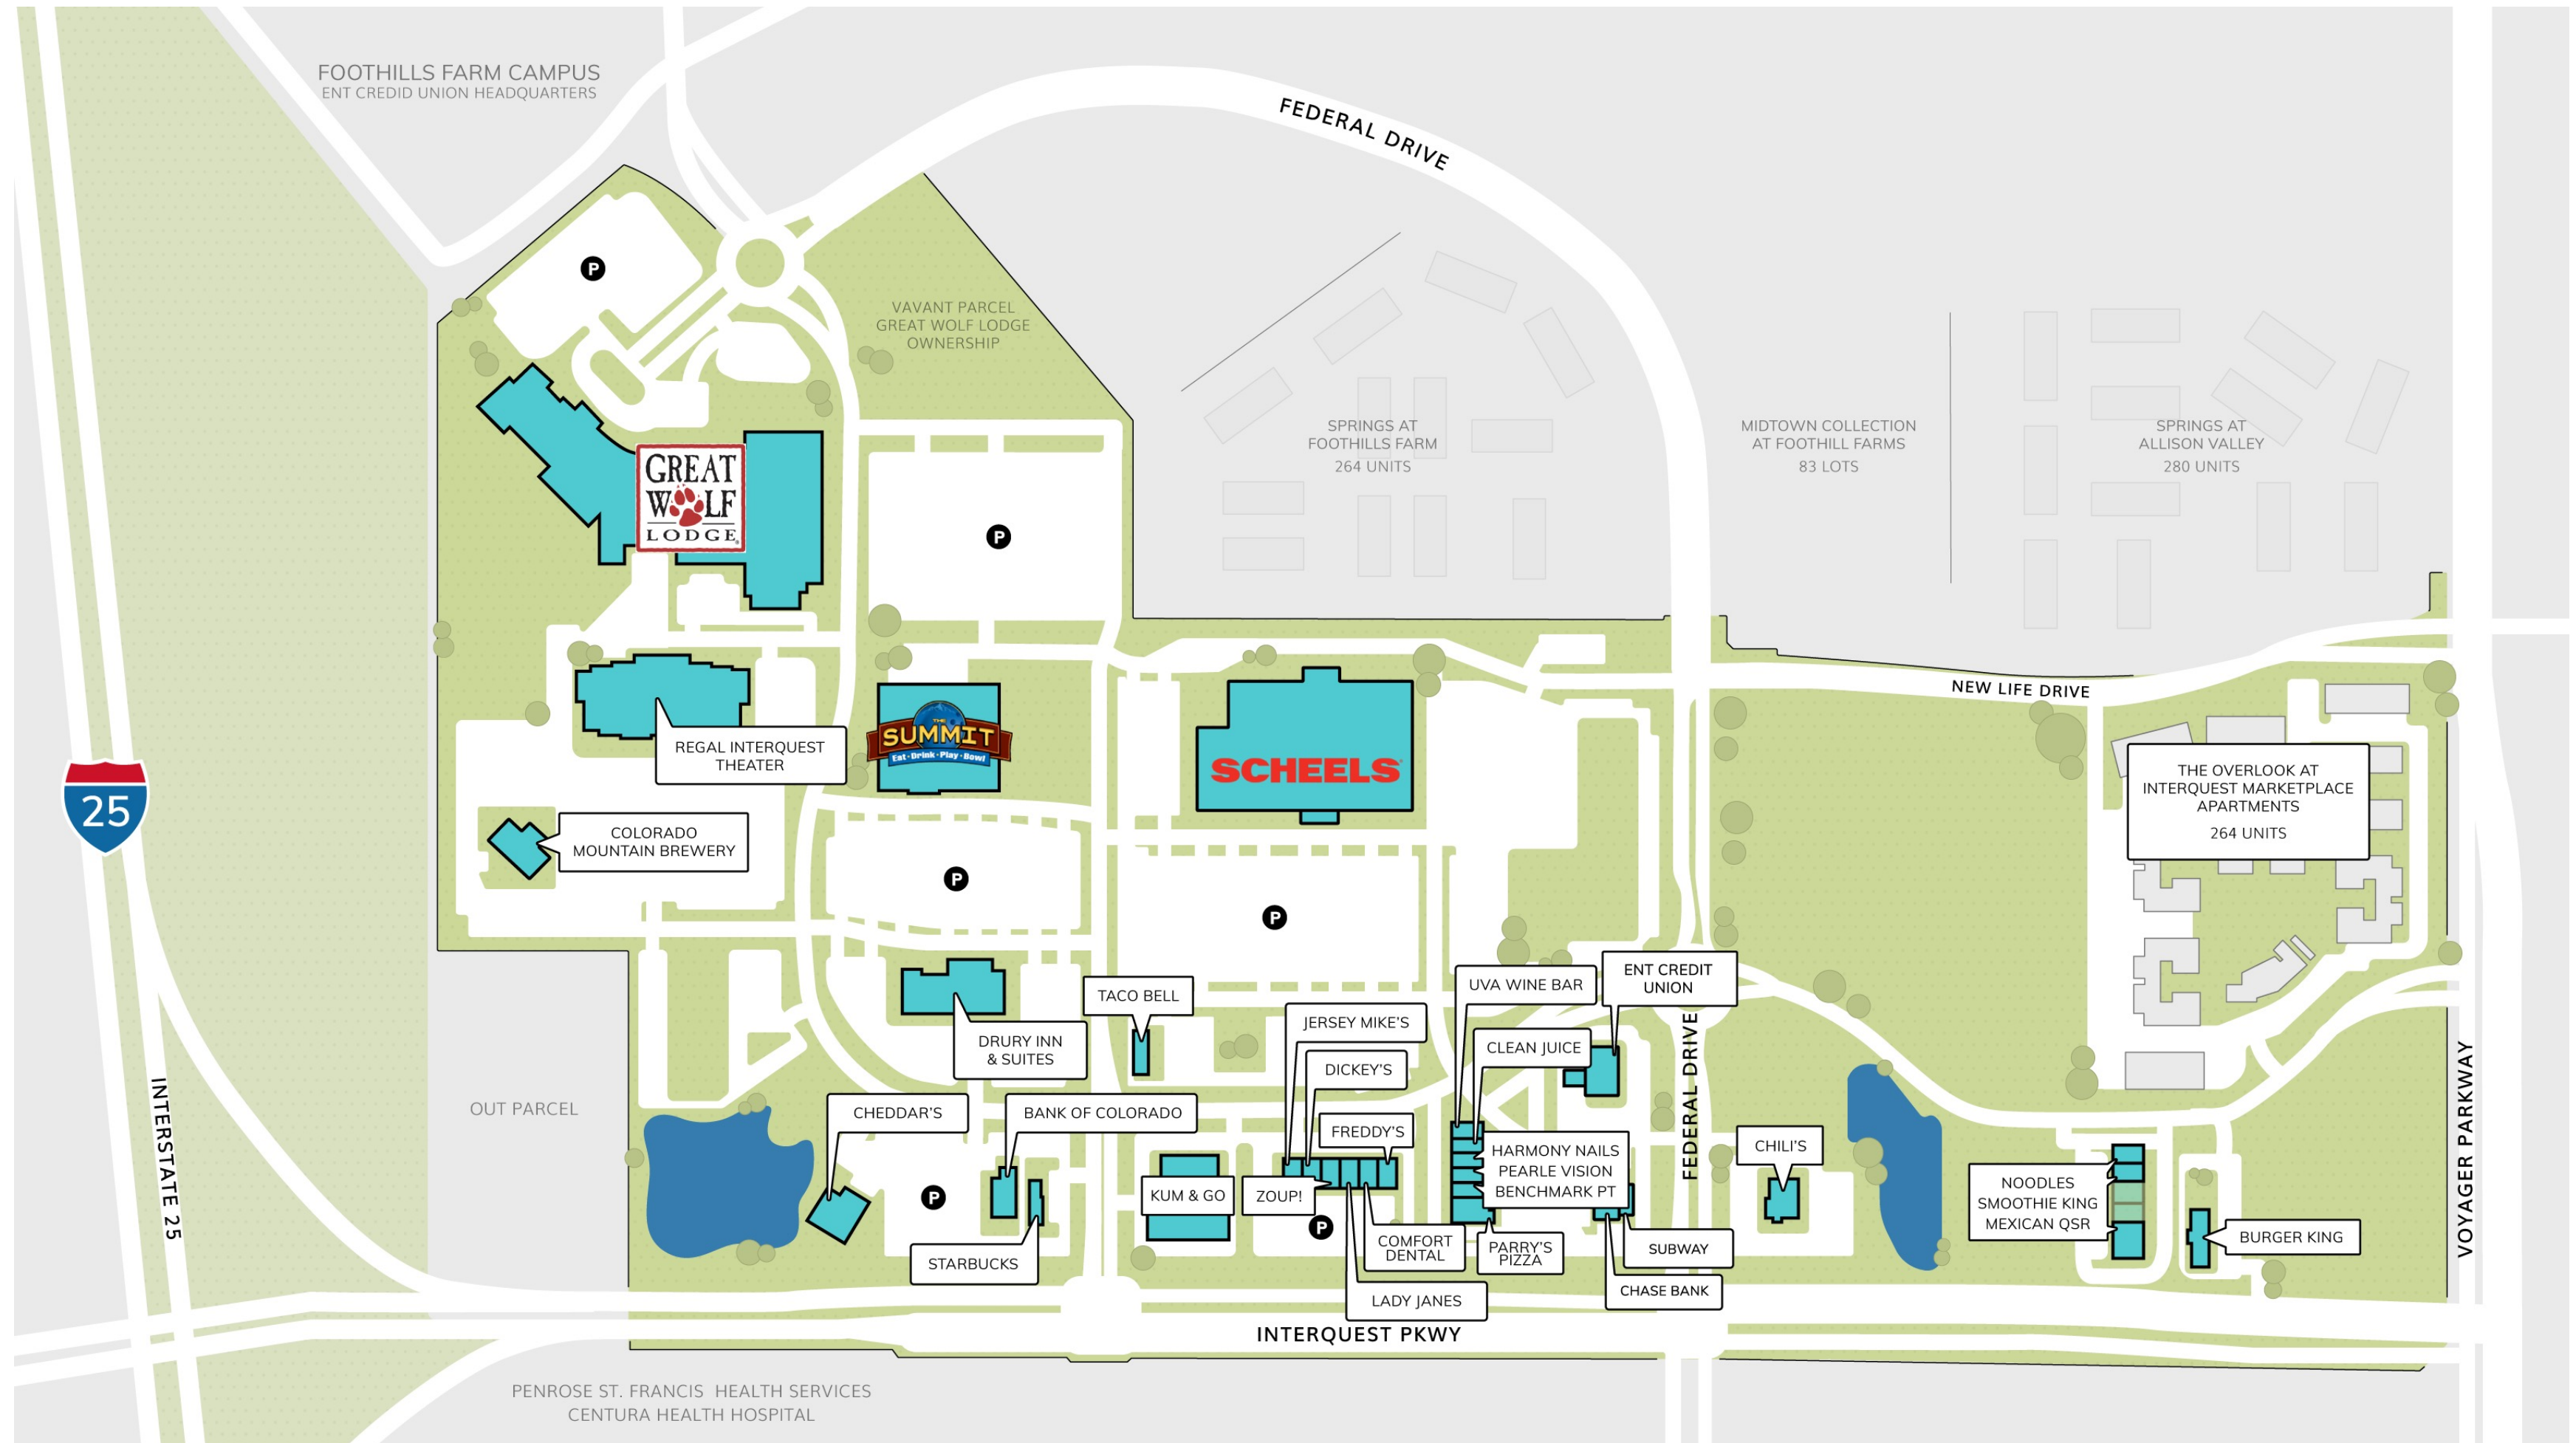 FOOTHILLS FARM CAMPUS
ENT CREDID UNION HEADQUARTERS
FEDERAL DRIVE
P
VAVANT PARCEL
GREAT WOLF LODGE
OWNERSHIP
SPRINGS AT
FOOTHILLS FARM
264 UNITS
MIDTOWN COLLECTION
AT FOOTHILL FARMS
83 LOTS
SPRINGS AT
ALLISON VALLEY
280 UNITS
GREAT
WOLF
LODGE
P
NEW LIFE DRIVE
REGAL INTERQUEST
THEATER
THE
SUMMIT
Eat·Drink·Play·Bowl
SCHEELS
THE OVERLOOK AT
INTERQUEST MARKETPLACE
APARTMENTS
264 UNITS
25
COLORADO
MOUNTAIN BREWERY
P
P
UVA WINE BAR
ENT CREDIT
UNION
TACO BELL
JERSEY MIKE'S
DRURY INN
& SUITES
CLEAN JUICE
DICKEY'S
FEDERAL DRIVE
INTERSTATE 25
OUT PARCEL
CHEDDAR'S
BANK OF COLORADO
FREDDY'S
HARMONY NAILS
PEARLE VISION
BENCHMARK PT
CHILI'S
VOYAGER PARKWAY
P
KUM & GO
ZOUP!
P
NOODLES
SMOOTHIE KING
MEXICAN QSR
BURGER KING
STARBUCKS
COMFORT
DENTAL
PARRY'S
PIZZA
SUBWAY
CHASE BANK
LADY JANES
INTERQUEST PKWY
PENROSE ST. FRANCIS HEALTH SERVICES
CENTURA HEALTH HOSPITAL